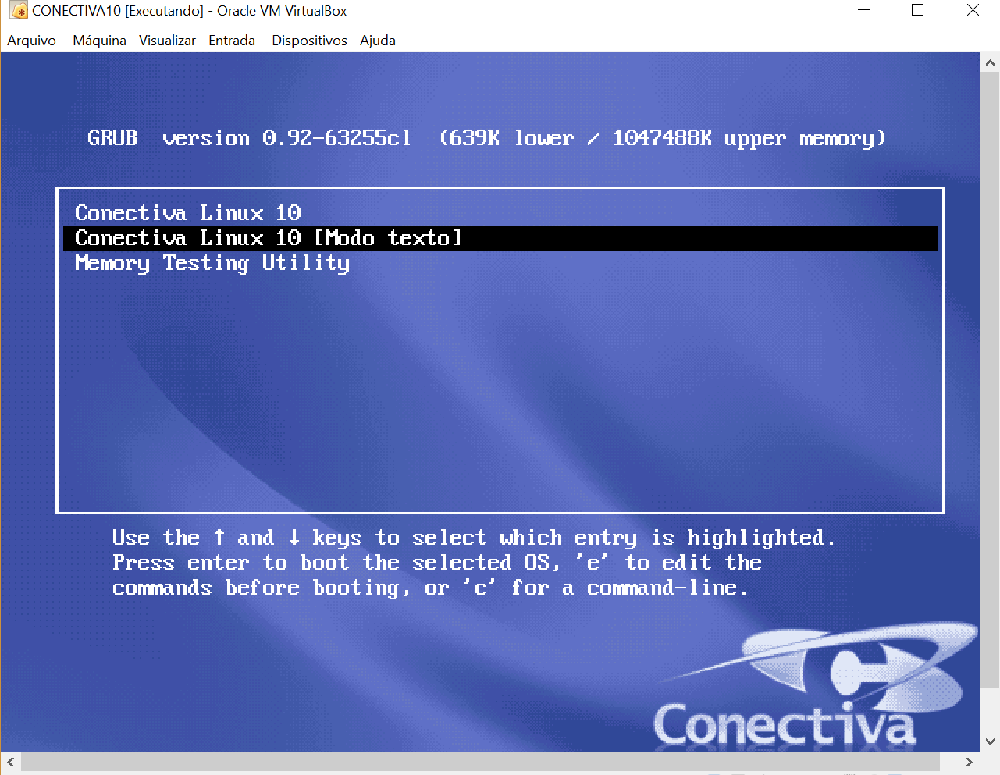 CONECTIVA10 [Executando] - Oracle VM VirtualBox
Arquivo Máquina Visualizar Entrada Dispositivos Ajuda
GRUB version 0.92-63255cl (639K lower / 1047488K upper memory)
Conectiva Linux 10
Conectiva Linux 10 [Modo texto]
Memory Testing Utility
Use the ↑ and ↓ keys to select which entry is highlighted.
Press enter to boot the selected OS, 'e' to edit the
commands before booting, or 'c' for a command-line.
Conectiva